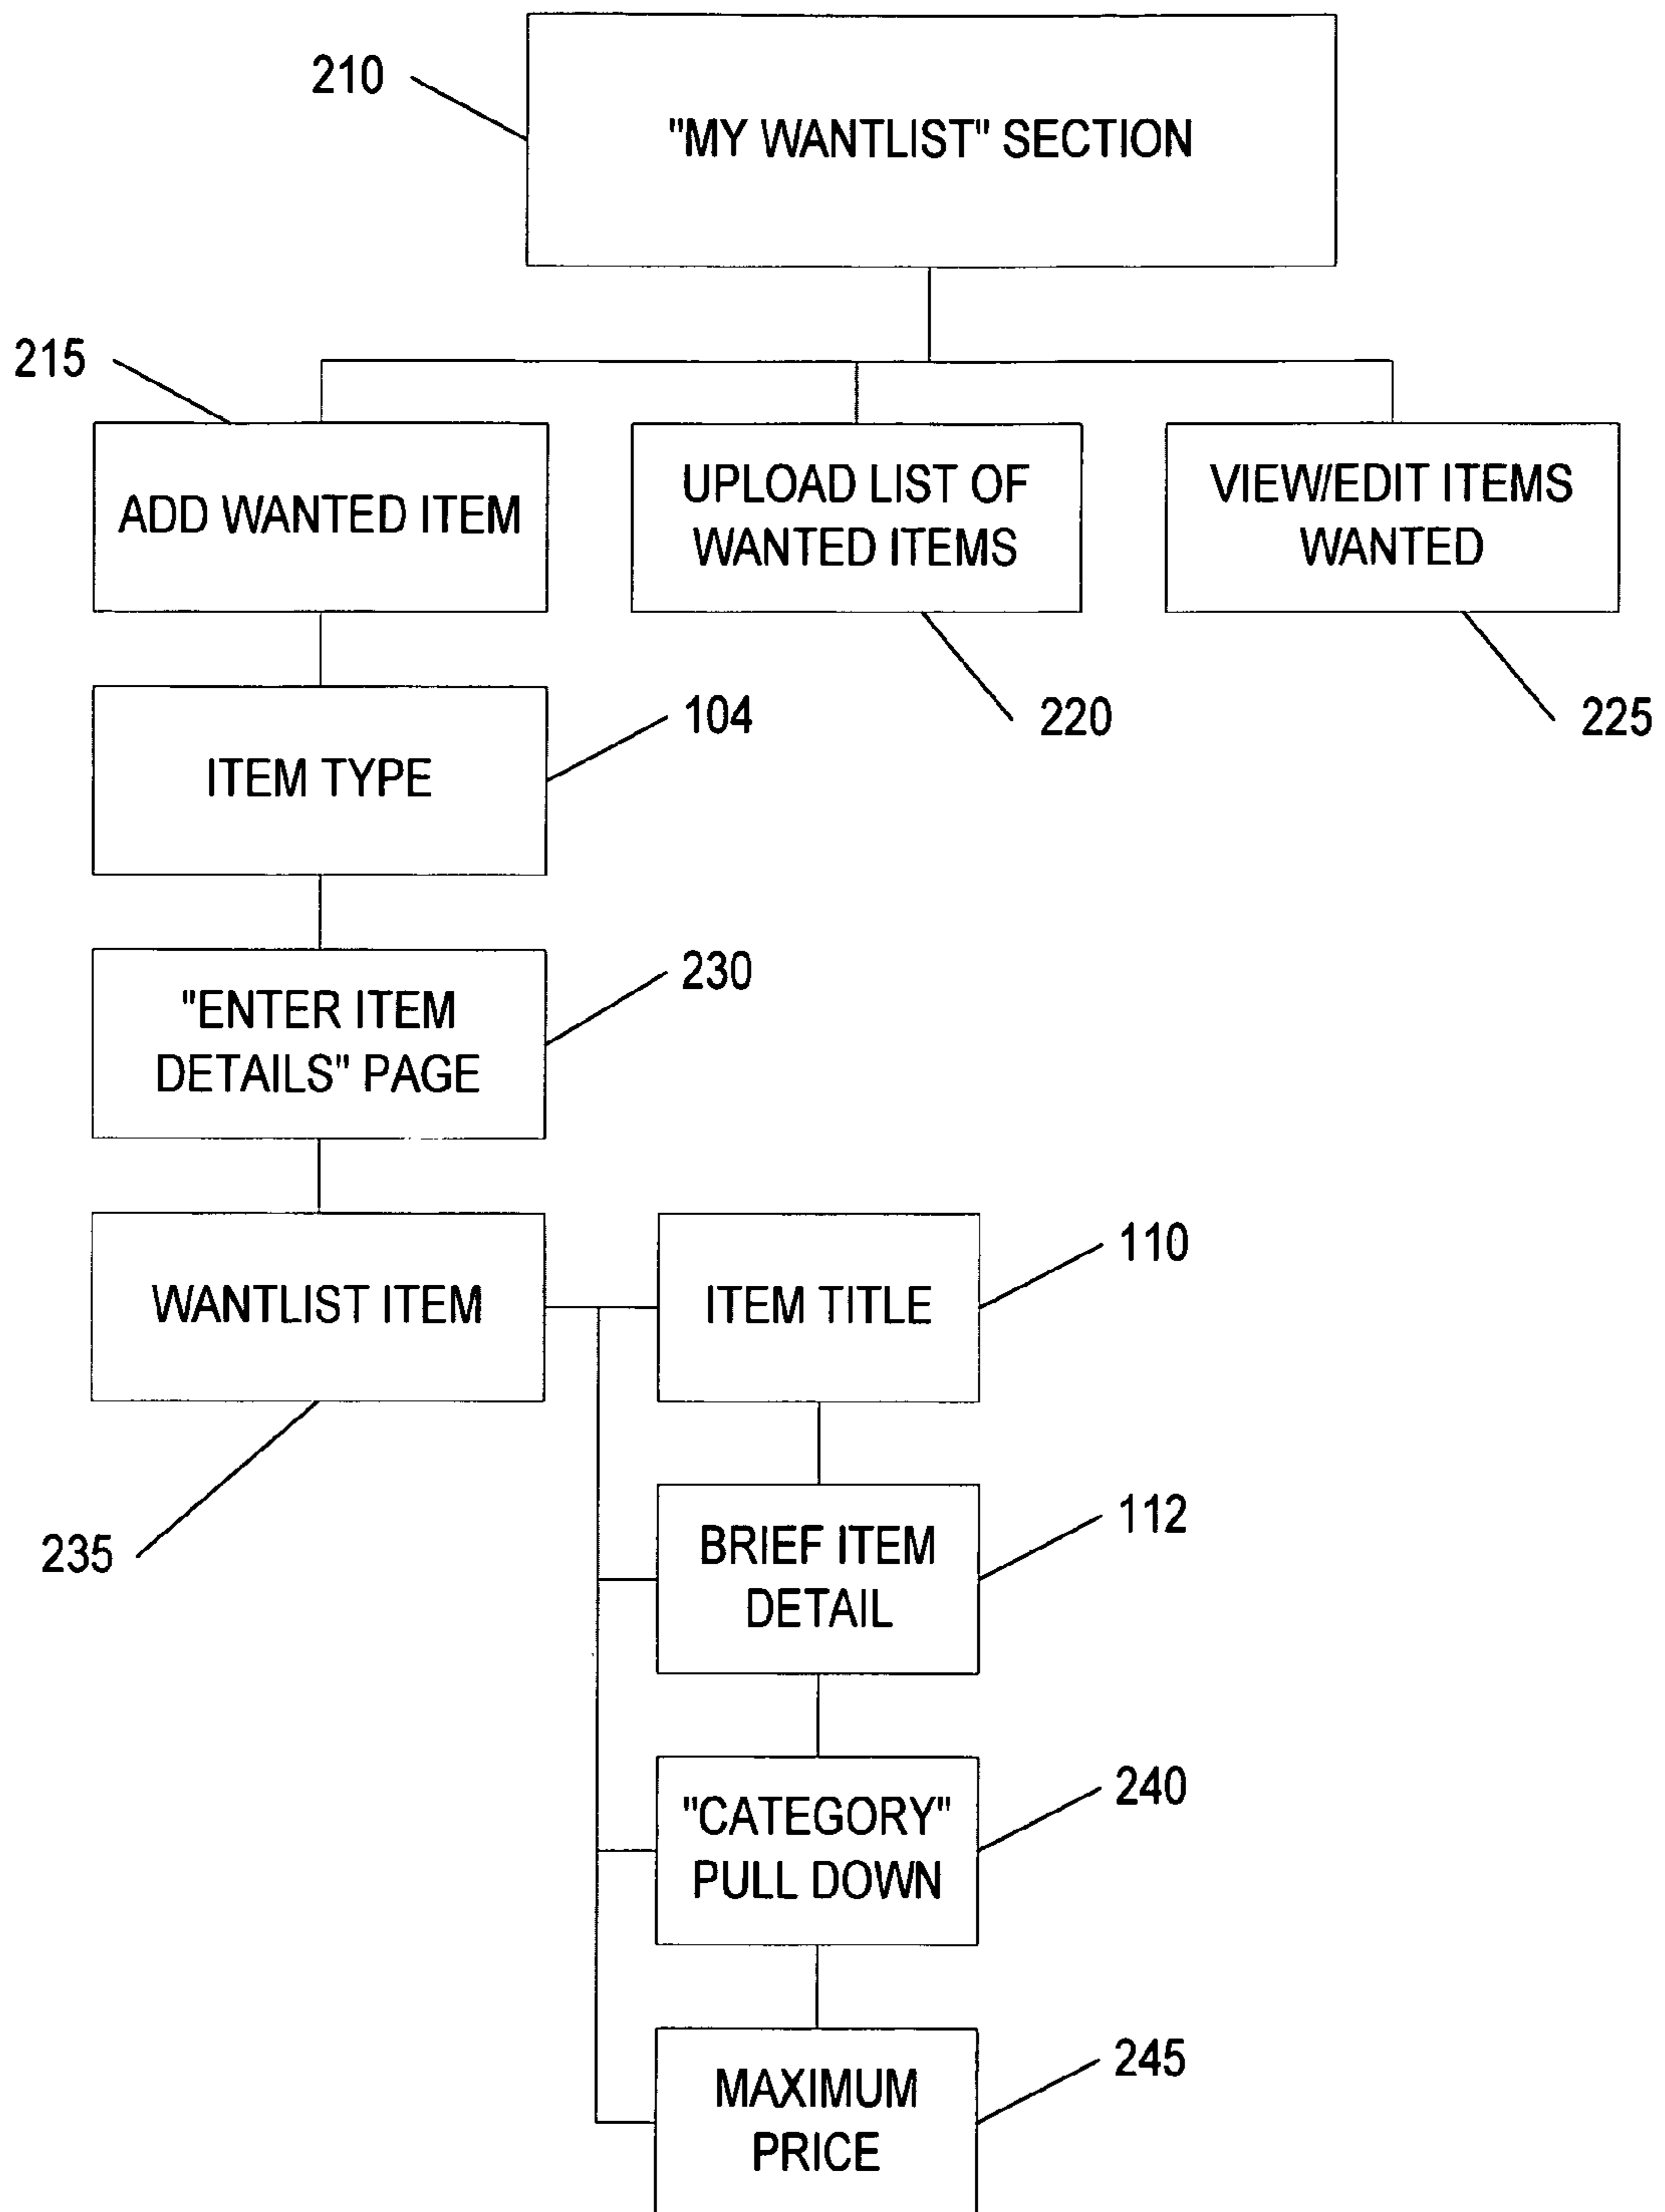 210
"MY WANTLIST" SECTION
215
ADD WANTED ITEM
UPLOAD LIST OF
WANTED ITEMS
VIEW/EDIT ITEMS
WANTED
220
225
104
ITEM TYPE
230
"ENTER ITEM
DETAILS" PAGE
WANTLIST ITEM
235
110
ITEM TITLE
112
BRIEF ITEM
DETAIL
240
"CATEGORY"
PULL DOWN
245
MAXIMUM
PRICE